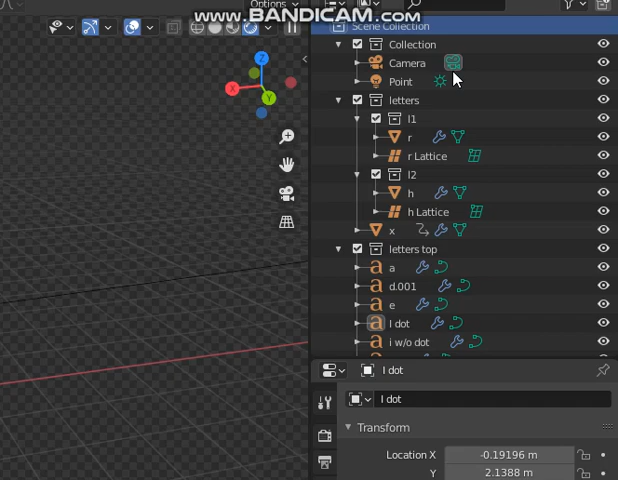 Options
www.BANDICAM.com
Scene Collection
Z
X
Y
Collection
Camera
Point
letters
l1
r
r Lattice
l2
h
h Lattice
x
letters top
a a
a d.001
a e
a l dot
a i w/o dot
l dot
l dot
Transform
Location X -0.19196 m
Y 2.1388 m